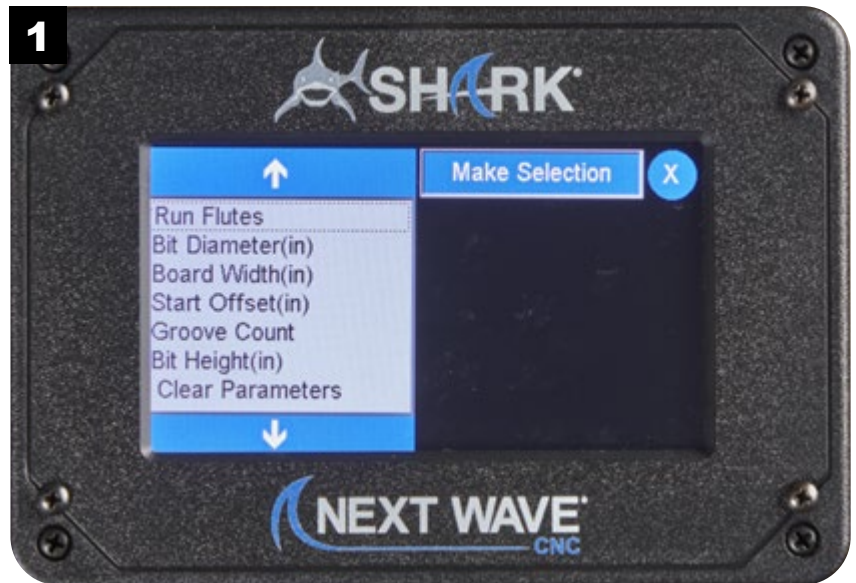 1
SHARK
Make Selection X
Run Flutes
Bit Diameter(in)
Board Width(in)
Start Offset(in)
Groove Count
Bit Height(in)
Clear Parameters
NEXT WAVE
CNC